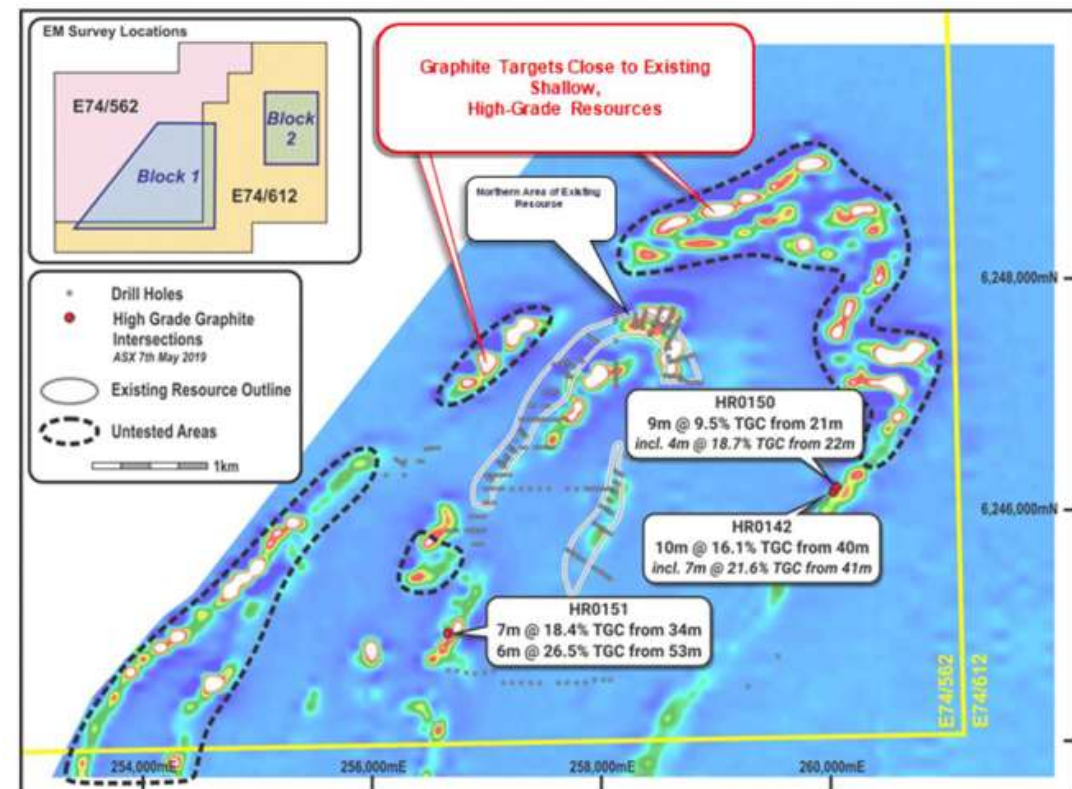 EM Survey Locations
E74/562
Block 1
Block
2
E74/612
Graphite Targets Close to Existing
Shallow,
High-Grade Resources
Northern Area of Existing
Resourse
Drill Holes
High Grade Graphite
Intersections
ASX 7th May 2019
Existing Resource Outline
Untested Areas
1km
6,248,000mN
HR0150
9m @ 9.5% TGC from 21m
incl. 4m @ 18.7% TGC from 22m
6,246,000mN
HR0142
10m @ 16.1% TGC from 40m
incl. 7m @ 21.6% TGC from 41m
HR0151
7m @ 18.4% TGC from 34m
6m @ 26.5% TGC from 53m
E74/562
E74/612
254,000mE
256,000mE
258,000mE
260,000mE